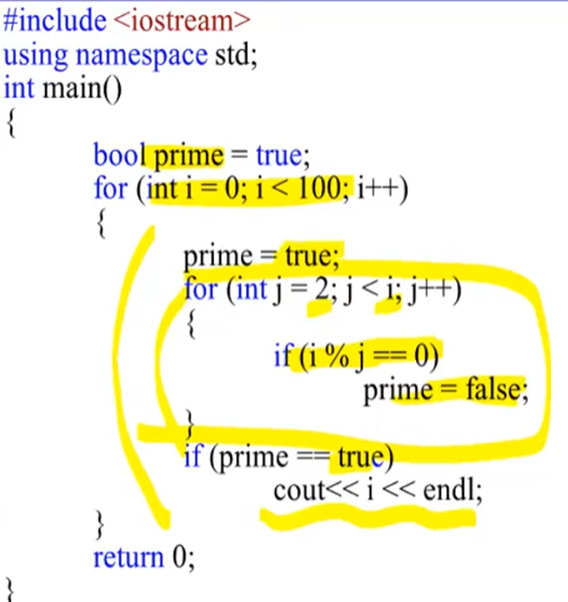 #include <iostream>
using namespace std;
int main()
{
bool prime = true;
for (int i = 0; i < 100; i++)
{
prime = true;
for (int j = 2; j < i; j++)
{
if (i % j == 0)
prime = false;
}
if (prime == true)
cout<< i << endl;
}
return 0;
}